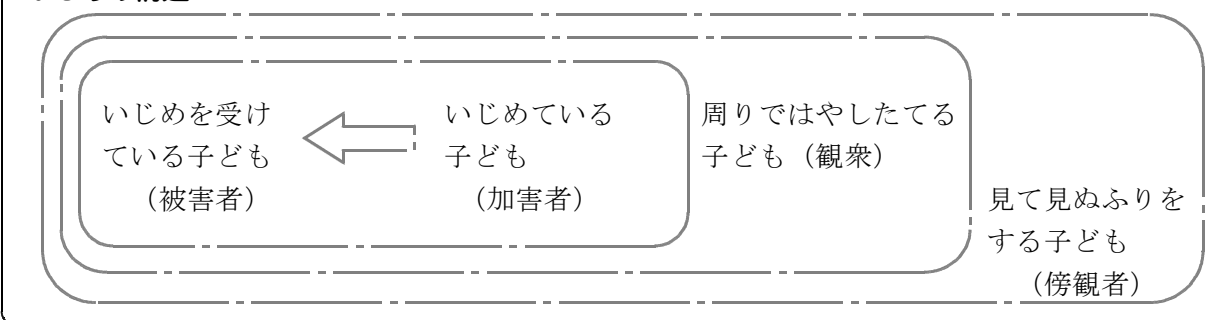 いじめを受け
ている子ども
（被害者）
いじめている
子ども
（加害者）
周りではやしたてる
子ども（観衆）
見て見ぬふりを
する子ども
（傍観者）